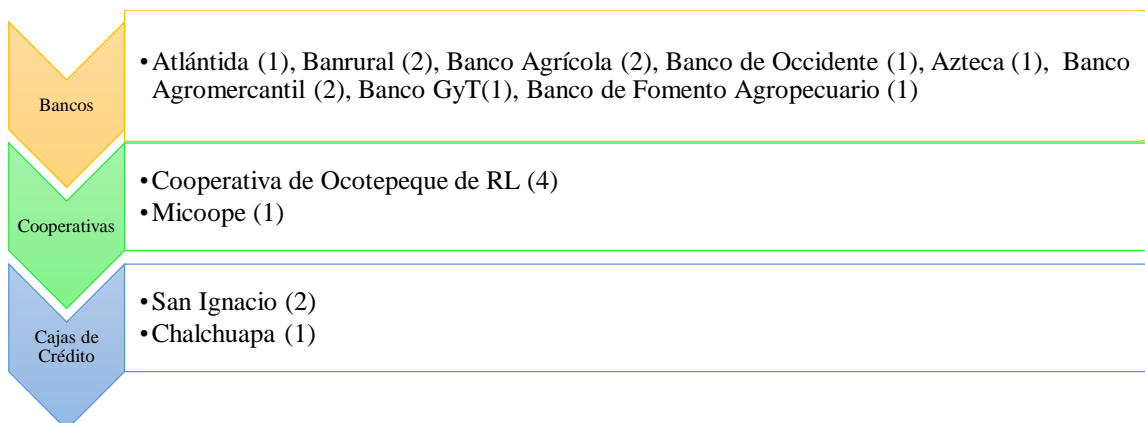 Bancos
•Atlántida (1), Banrural (2), Banco Agrícola (2), Banco de Occidente (1), Azteca (1), Banco
Agromercantil (2), Banco GyT(1), Banco de Fomento Agropecuario (1)
Cooperativas
•Cooperativa de Ocotepeque de RL (4)
•Micoope (1)
Cajas de
Crédito
•San Ignacio (2)
•Chalchuapa (1)